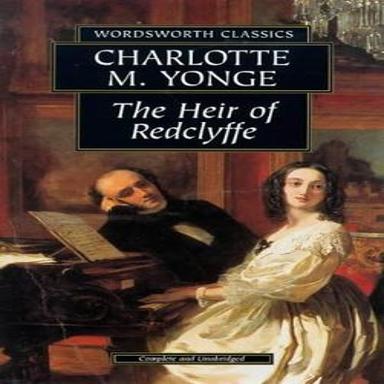 WORDSWORTH CLASSICS
CHARLOTTE
M. YONGE
The Heir of
Redclyffe
Complete and Unabridged